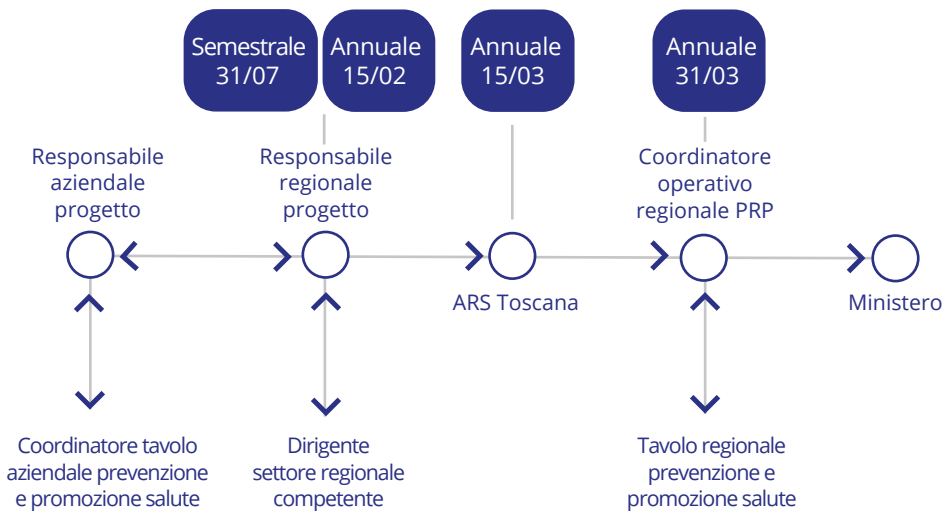 Semestrale
31/07
Annuale
15/02
Annuale
15/03
Annuale
31/03
Responsabile
aziendale
progetto
Responsabile
regionale
progetto
Coordinatore
operativo
regionale PRP
ARS Toscana
Ministero
Coordinatore tavolo
aziendale prevenzione
e promozione salute
Dirigente
settore regionale
competente
Tavolo regionale
prevenzione e
promozione salute